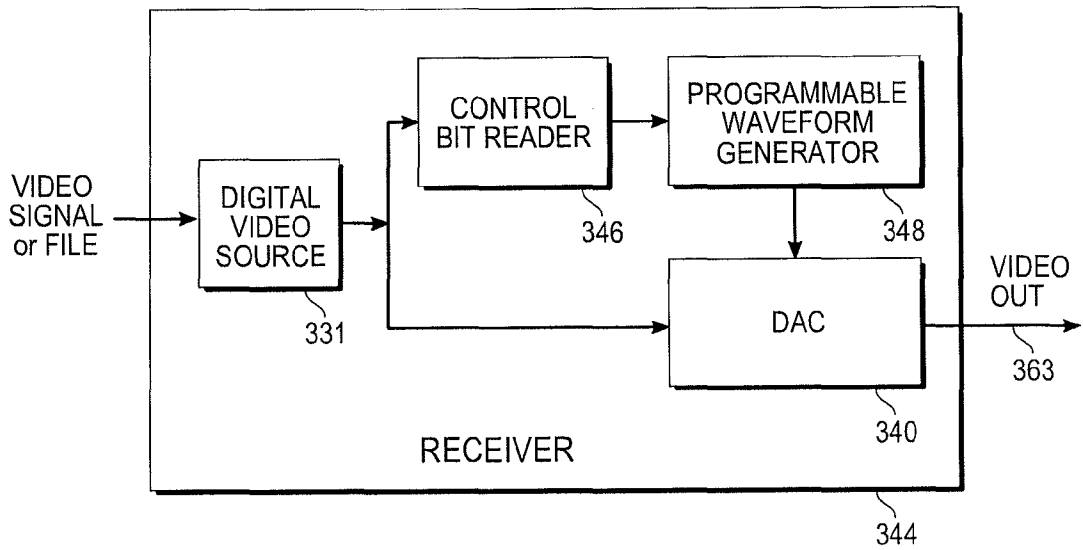 VIDEO
SIGNAL
or FILE
DIGITAL
VIDEO
SOURCE
331
CONTROL
BIT READER
346
PROGRAMMABLE
WAVEFORM
GENERATOR
348
DAC
340
VIDEO
OUT
363
RECEIVER
344